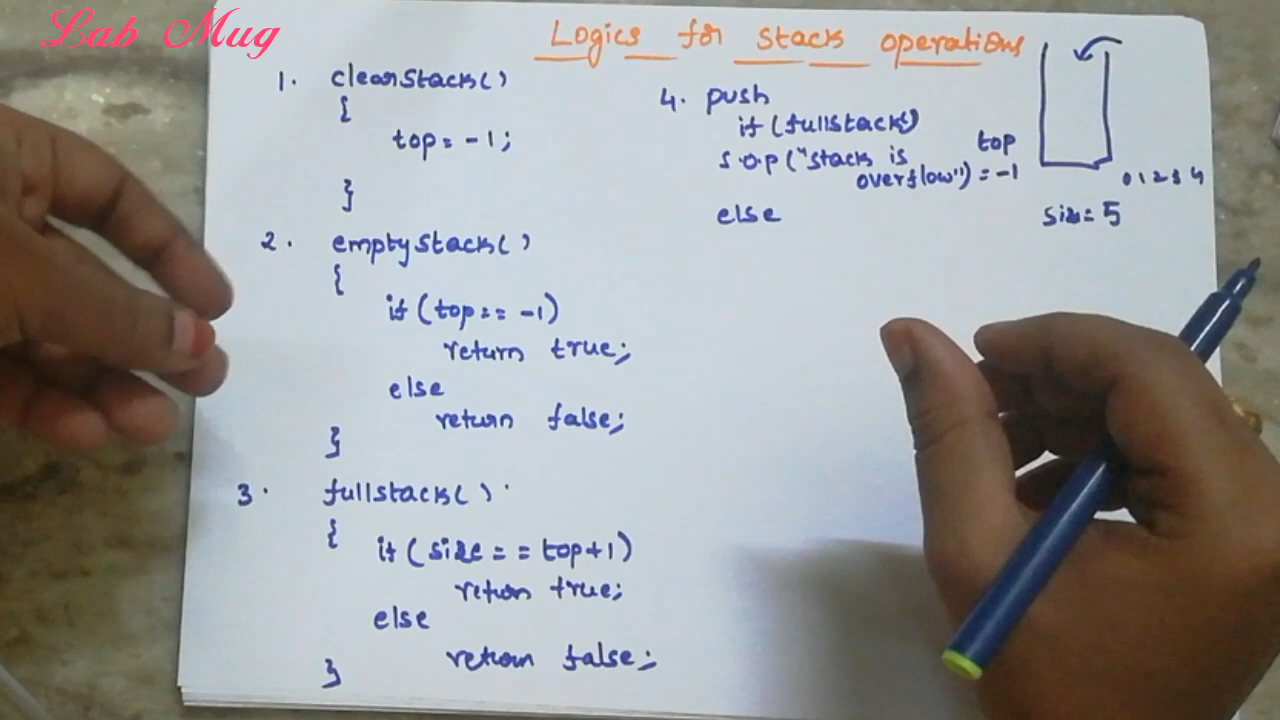 Lab Mug
Logics for stack operations
1. clearStack()
{
top = -1;
}
2. emptystack()
{
if (top == -1)
return true;
else
return false;
}
3. fullstack()
{
if (size == top+1)
return true;
else
return false;
}
4. push
if (fullstack())
s.o.p("stack is
overflow")
else
top
= -1
0 1 2 3 4
size = 5